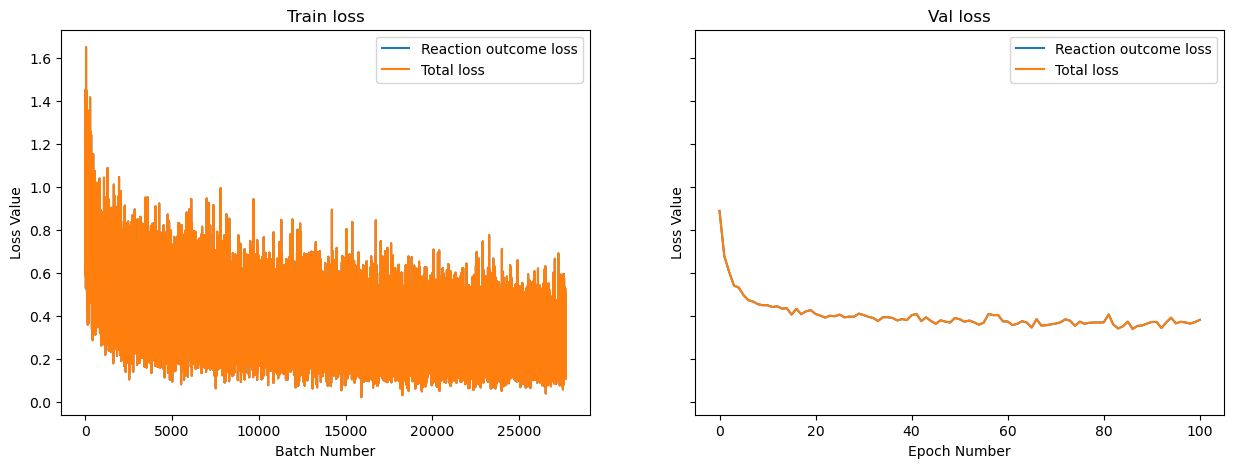 Train loss
Loss Value
1.6
1.4
1.2
1.0
0.8
0.6
0.4
0.2
0.0
Reaction outcome loss
Total loss
0
5000
10000
15000
20000
25000
Batch Number
Val loss
Loss Value
Reaction outcome loss
Total loss
0
20
40
60
80
100
Epoch Number